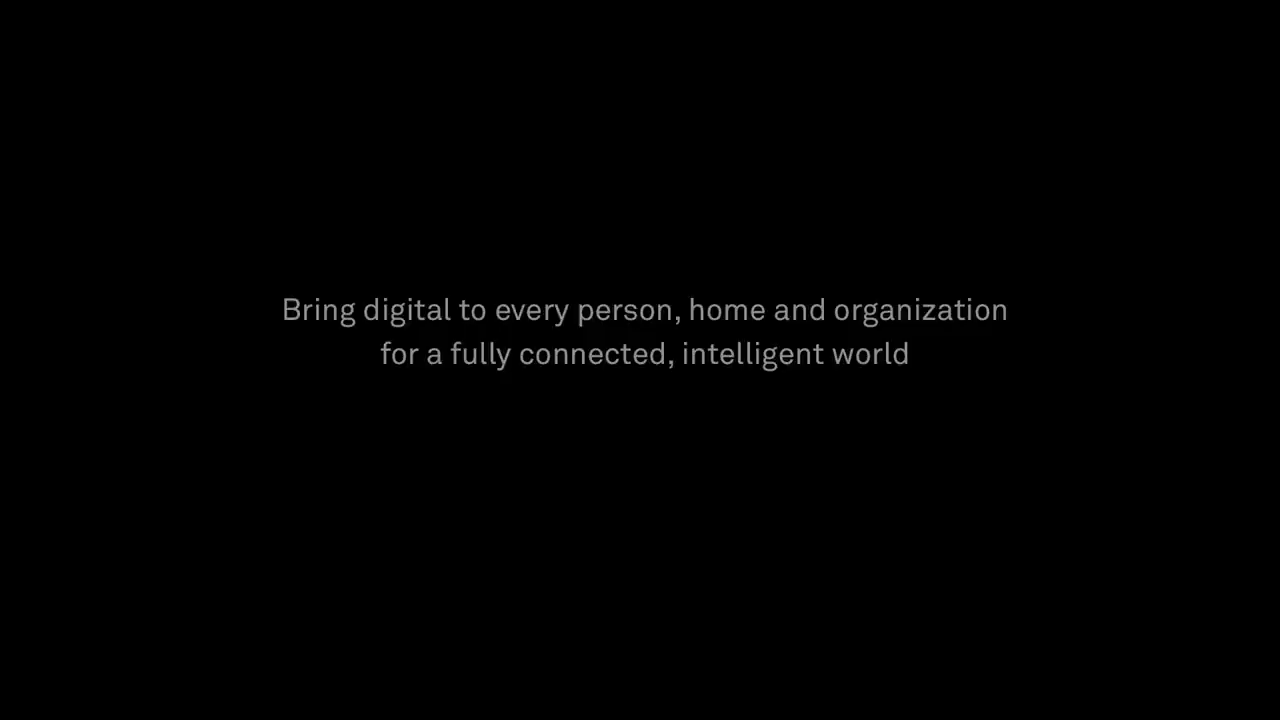 Bring digital to every person, home and organization
for a fully connected, intelligent world